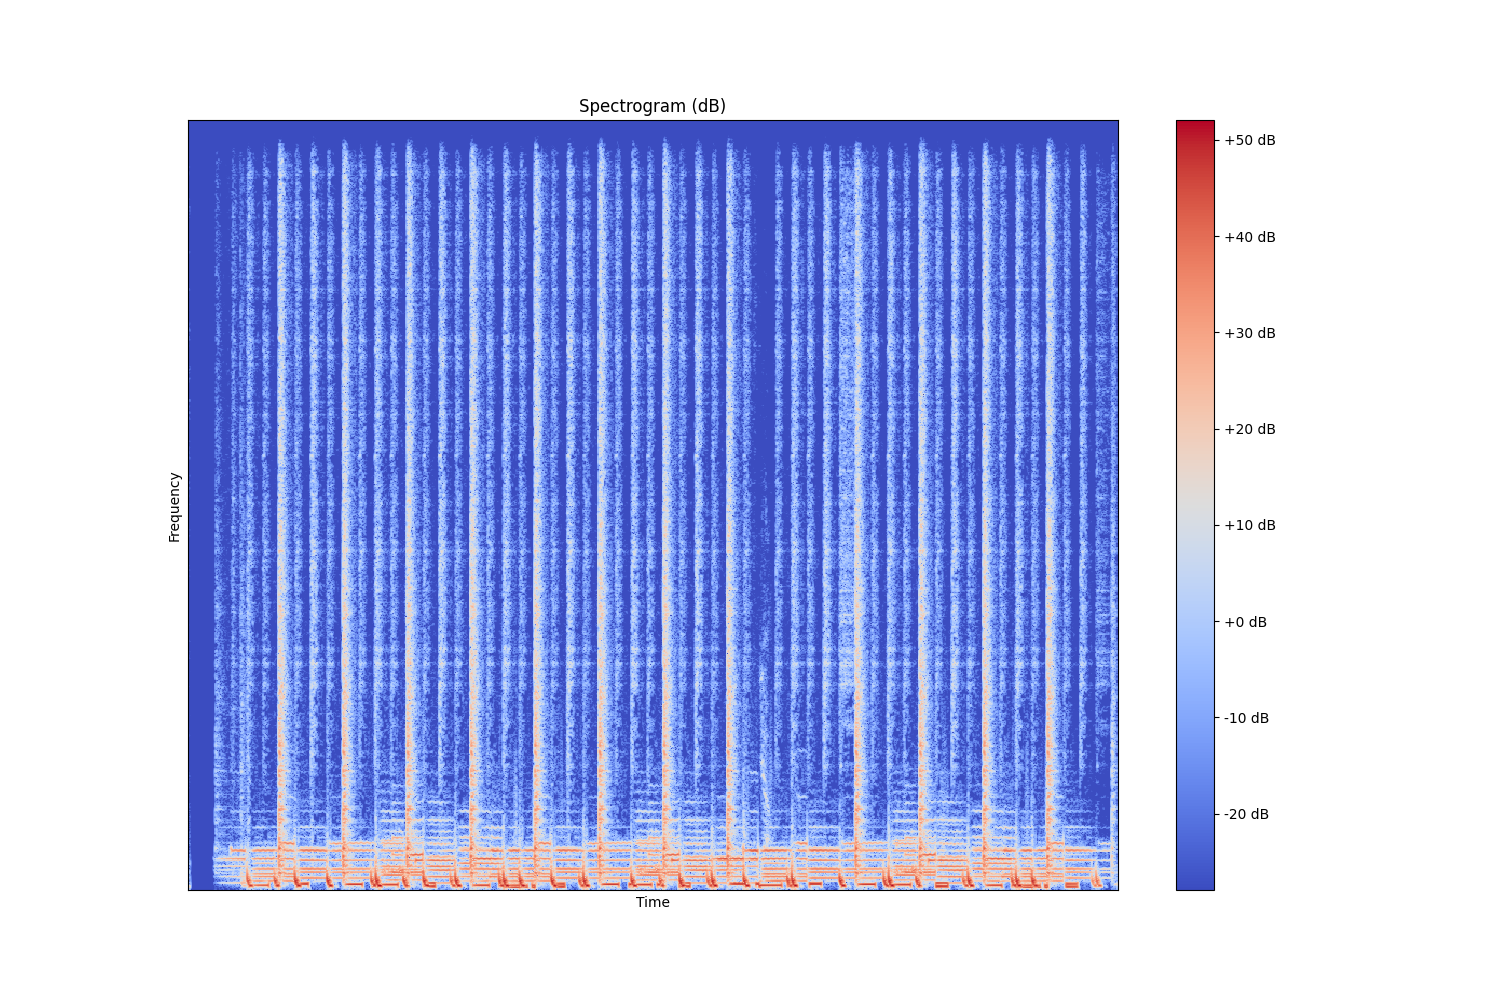 Spectrogram (dB)
Frequency
Time
+50 dB
+40 dB
+30 dB
+20 dB
+10 dB
+0 dB
-10 dB
-20 dB